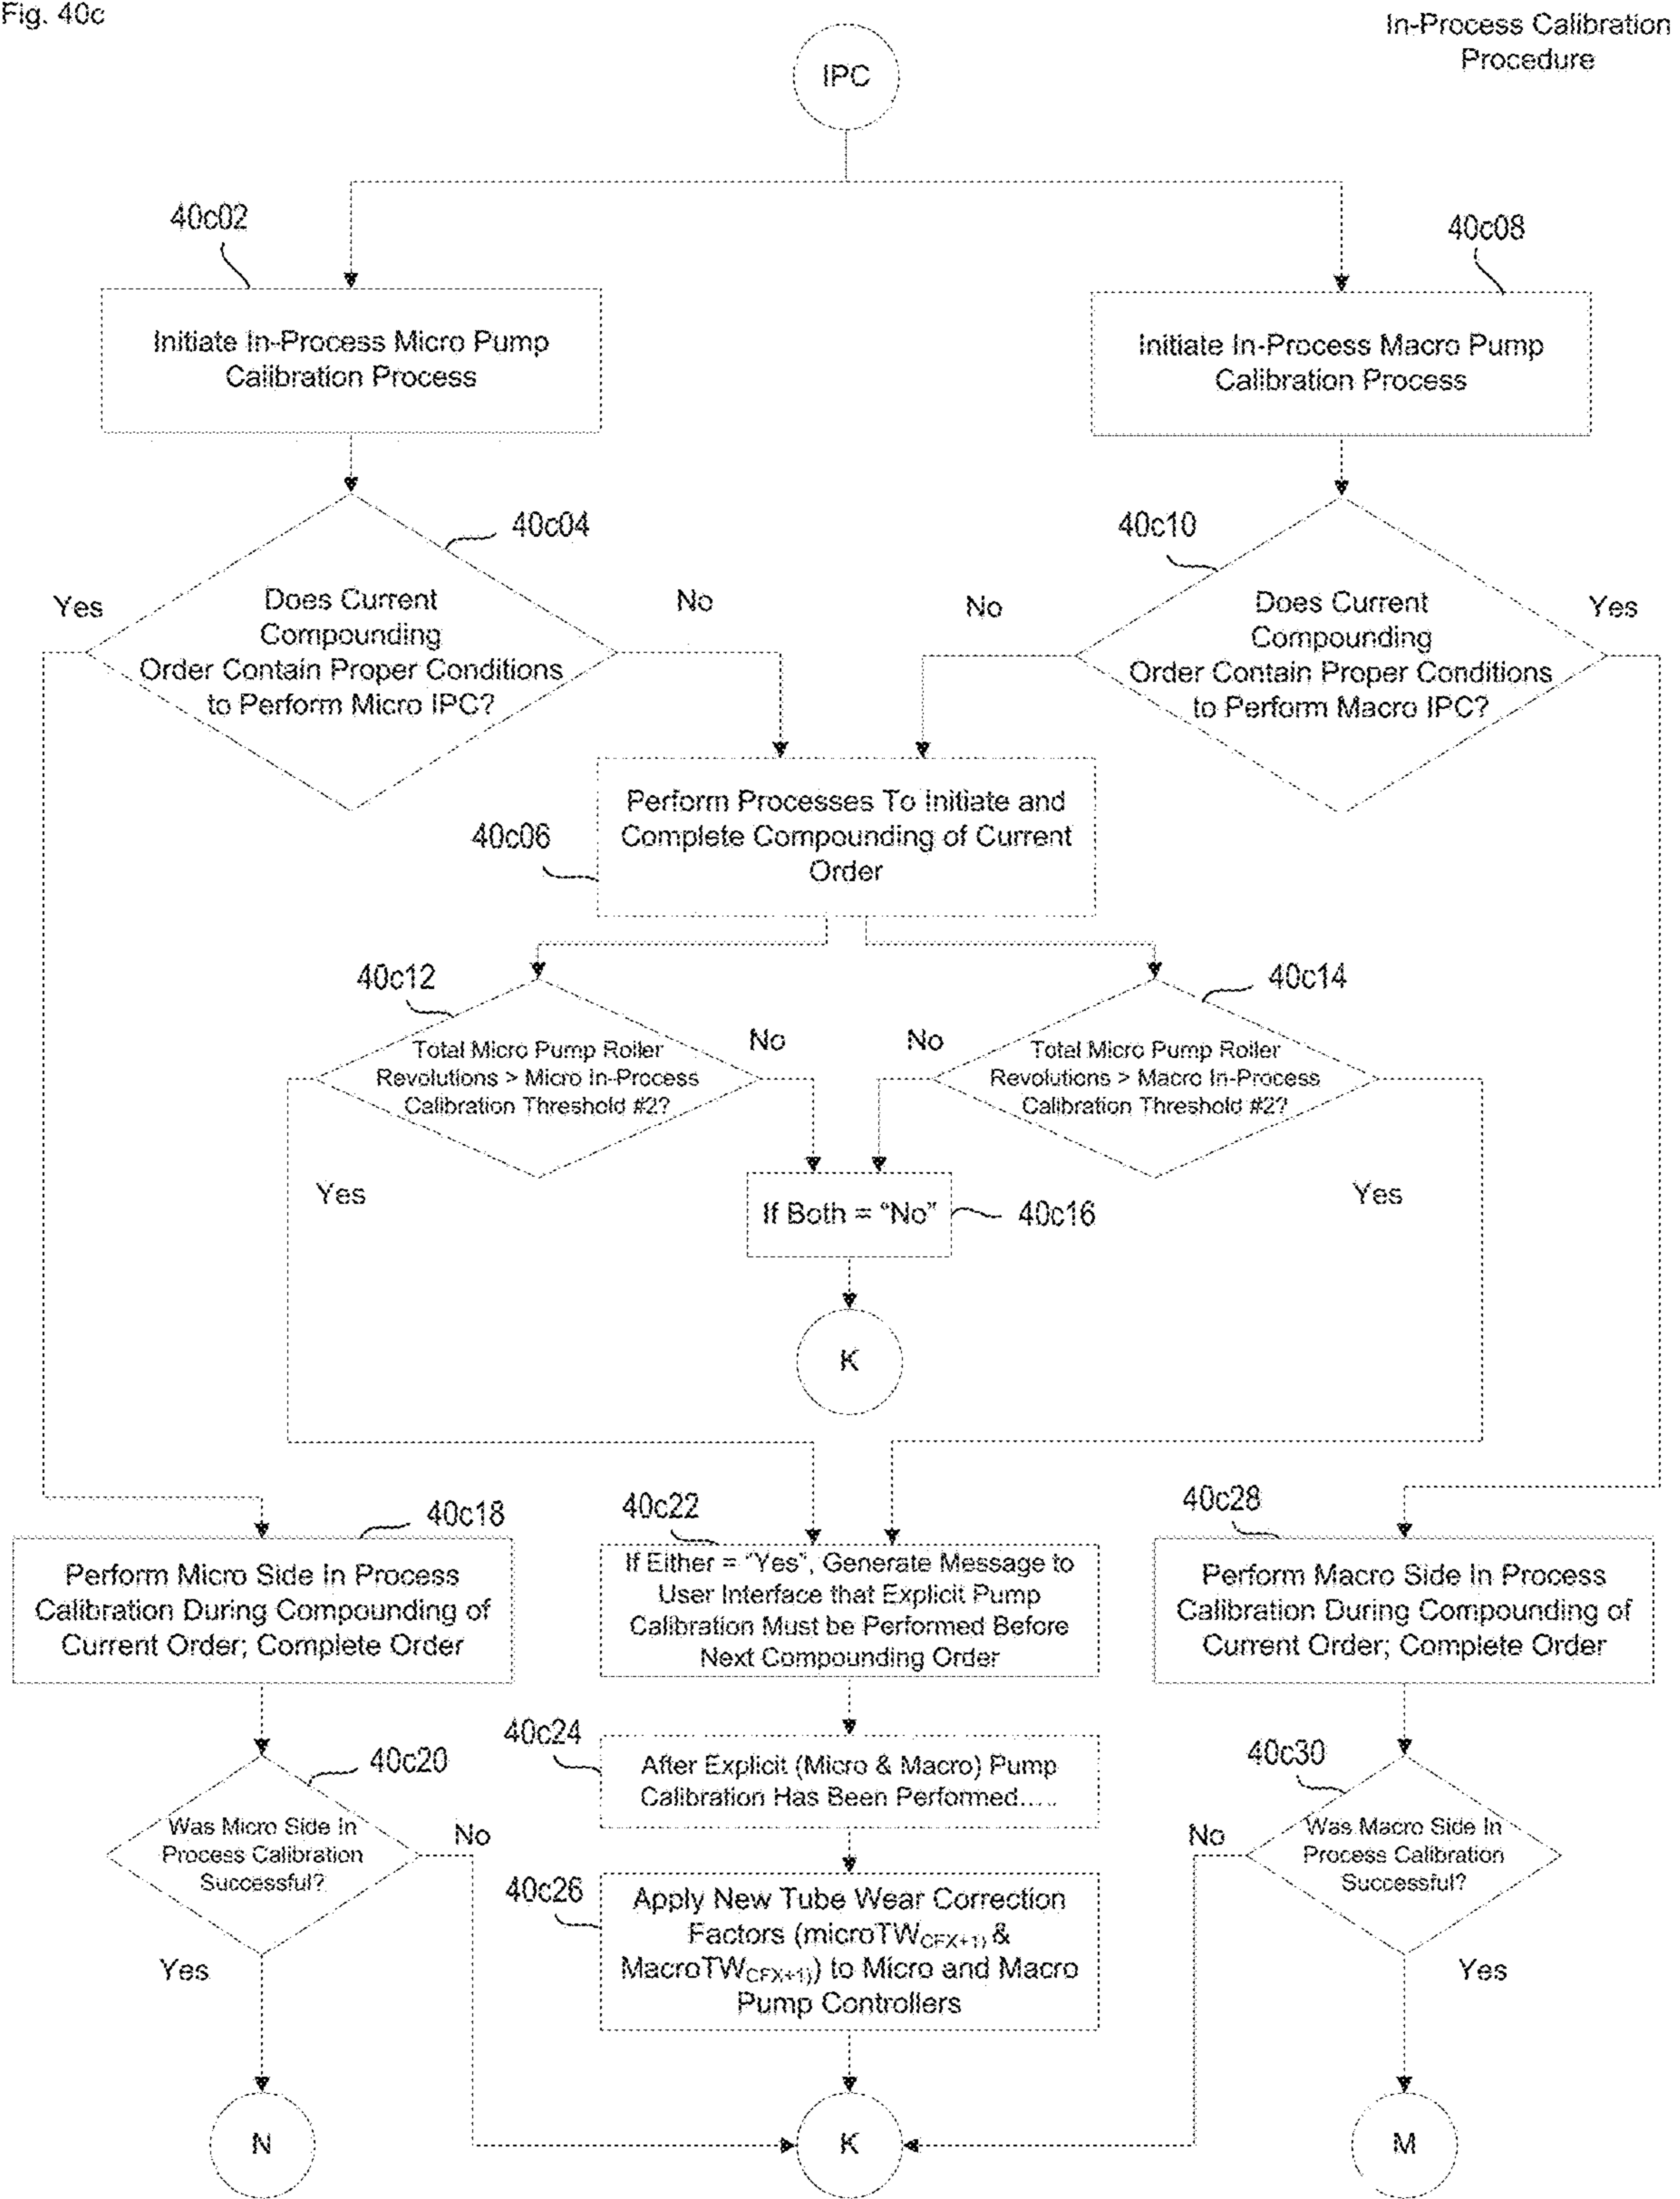 Fig. 40c
In-Process Calibration
Procedure
IPC
40c02
40c08
Initiate In-Process Micro Pump
Calibration Process
Initiate In-Process Macro Pump
Calibration Process
40c04
40c10
Yes
Does Current
Compounding
Order Contain Proper Conditions
to Perform Micro IPC?
No
No
Does Current
Compounding
Order Contain Proper Conditions
to Perform Macro IPC?
Yes
40c06
Perform Processes To Initiate and
Complete Compounding of Current
Order
40c12
40c14
Total Micro Pump Roller
Revolutions > Micro In-Process
Calibration Threshold #2?
No
No
Total Micro Pump Roller
Revolutions > Macro In-Process
Calibration Threshold #2?
Yes
If Both = “No”
40c16
Yes
K
40c18
40c22
40c28
Perform Micro Side In Process
Calibration During Compounding of
Current Order; Complete Order
If Either = “Yes”, Generate Message to
User Interface that Explicit Pump
Calibration Must be Performed Before
Next Compounding Order
Perform Macro Side In Process
Calibration During Compounding of
Current Order; Complete Order
40c20
40c24
40c30
After Explicit (Micro & Macro) Pump
Calibration Has Been Performed.....
Was Micro Side In
Process Calibration
Successful?
No
No
Was Macro Side In
Process Calibration
Successful?
40c26
Apply New Tube Wear Correction
Factors (microTWCFX+1) &
MacroTWCFX+1)) to Micro and Macro
Pump Controllers
Yes
Yes
N
K
M